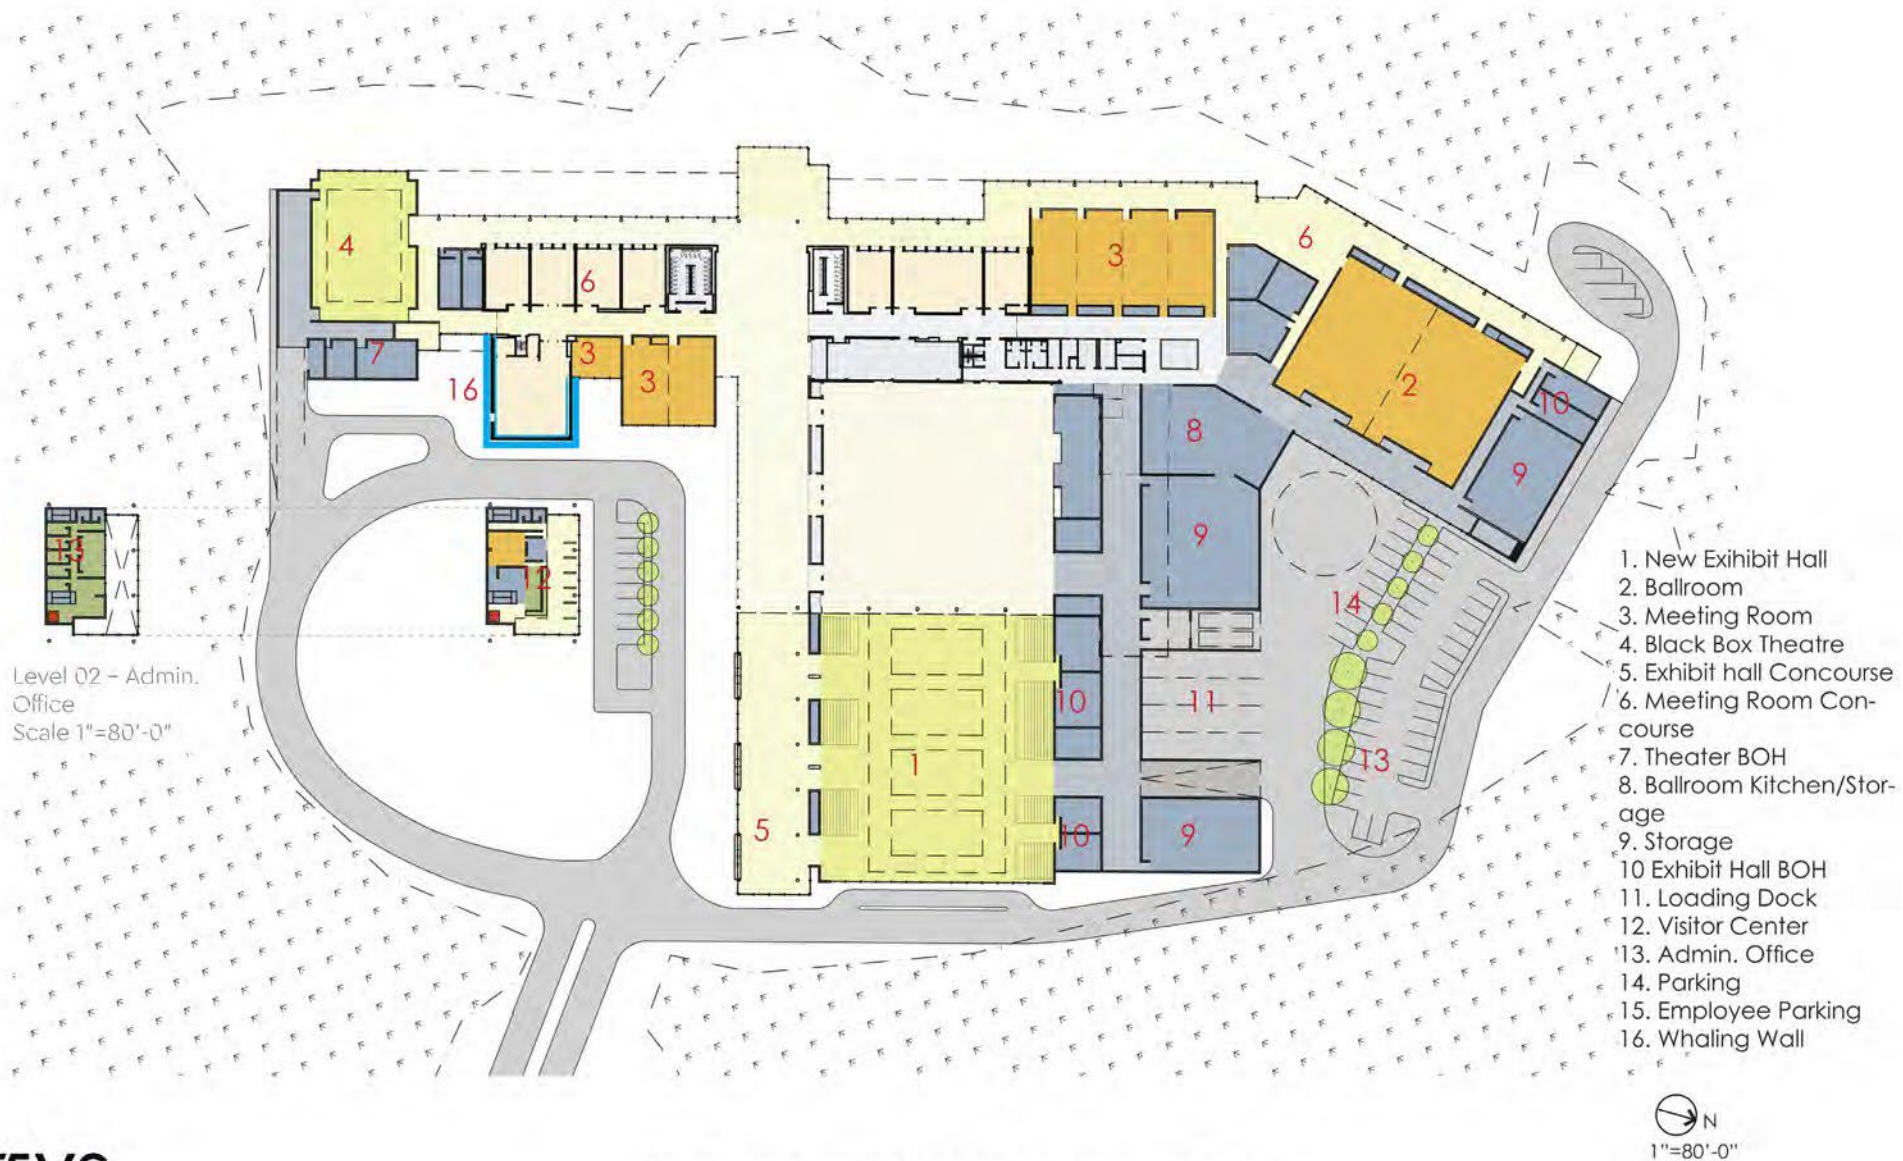 4
3
6
6
7
3
3
16
2
10
8
9
9
13
12
14
Level 02 - Admin.
Office
Scale 1"=80'-0"
10
11
1
13
5
10
9
1. New Exihibit Hall
2. Ballroom
3. Meeting Room
4. Black Box Theatre
5. Exhibit hall Concourse
6. Meeting Room Con-
course
7. Theater BOH
8. Ballroom Kitchen/Stor-
age
9. Storage
10 Exhibit Hall BOH
11. Loading Dock
12. Visitor Center
13. Admin. Office
14. Parking
15. Employee Parking
16. Whaling Wall
N
1"=80'-0"